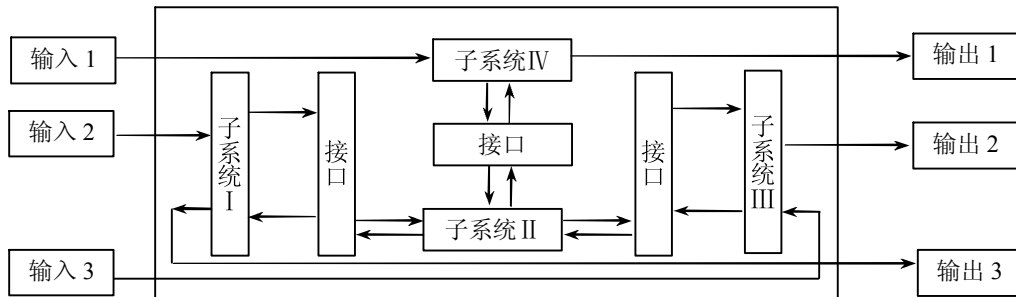 输入 1
子系统Ⅳ
输出 1
输入 2
子系统Ⅰ
接口
接口
接口
子系统Ⅲ
输出 2
子系统Ⅱ
输入 3
输出 3